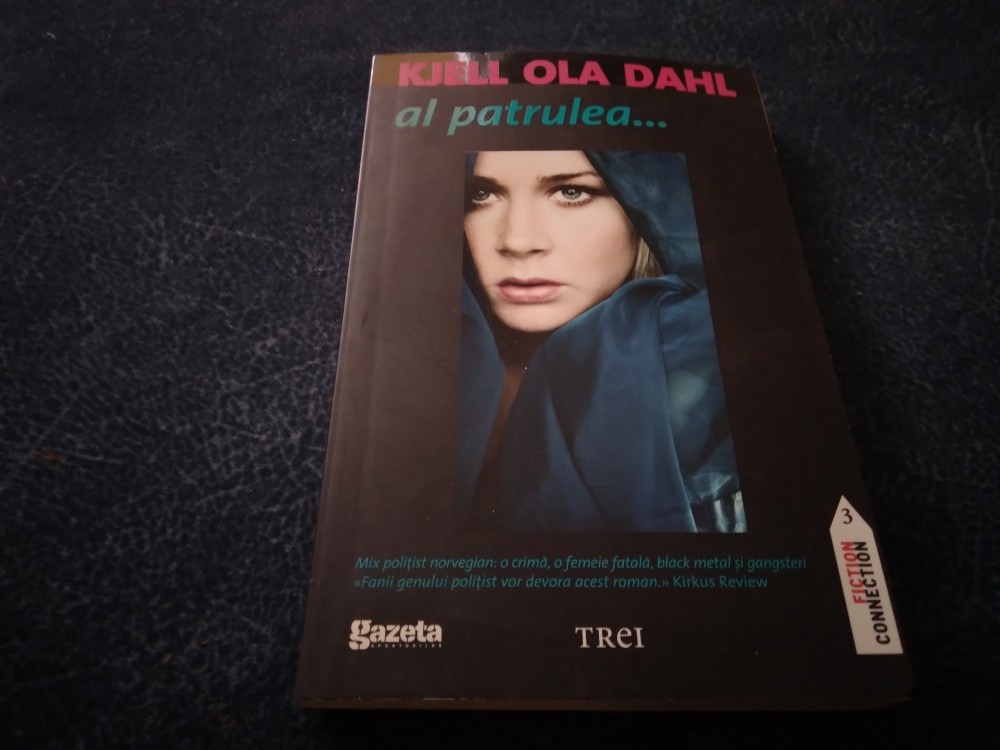 KJELL OLA DAHL
al patrulea...
Mix polițist norvegian: o crimă, o femeie fatală, black metal și gangsteri
«Fanii genului polițist vor devora acest roman.» Kirkus Review
3
FICTION
CONNECTION
gazeta
SPORTURILOR
TREI